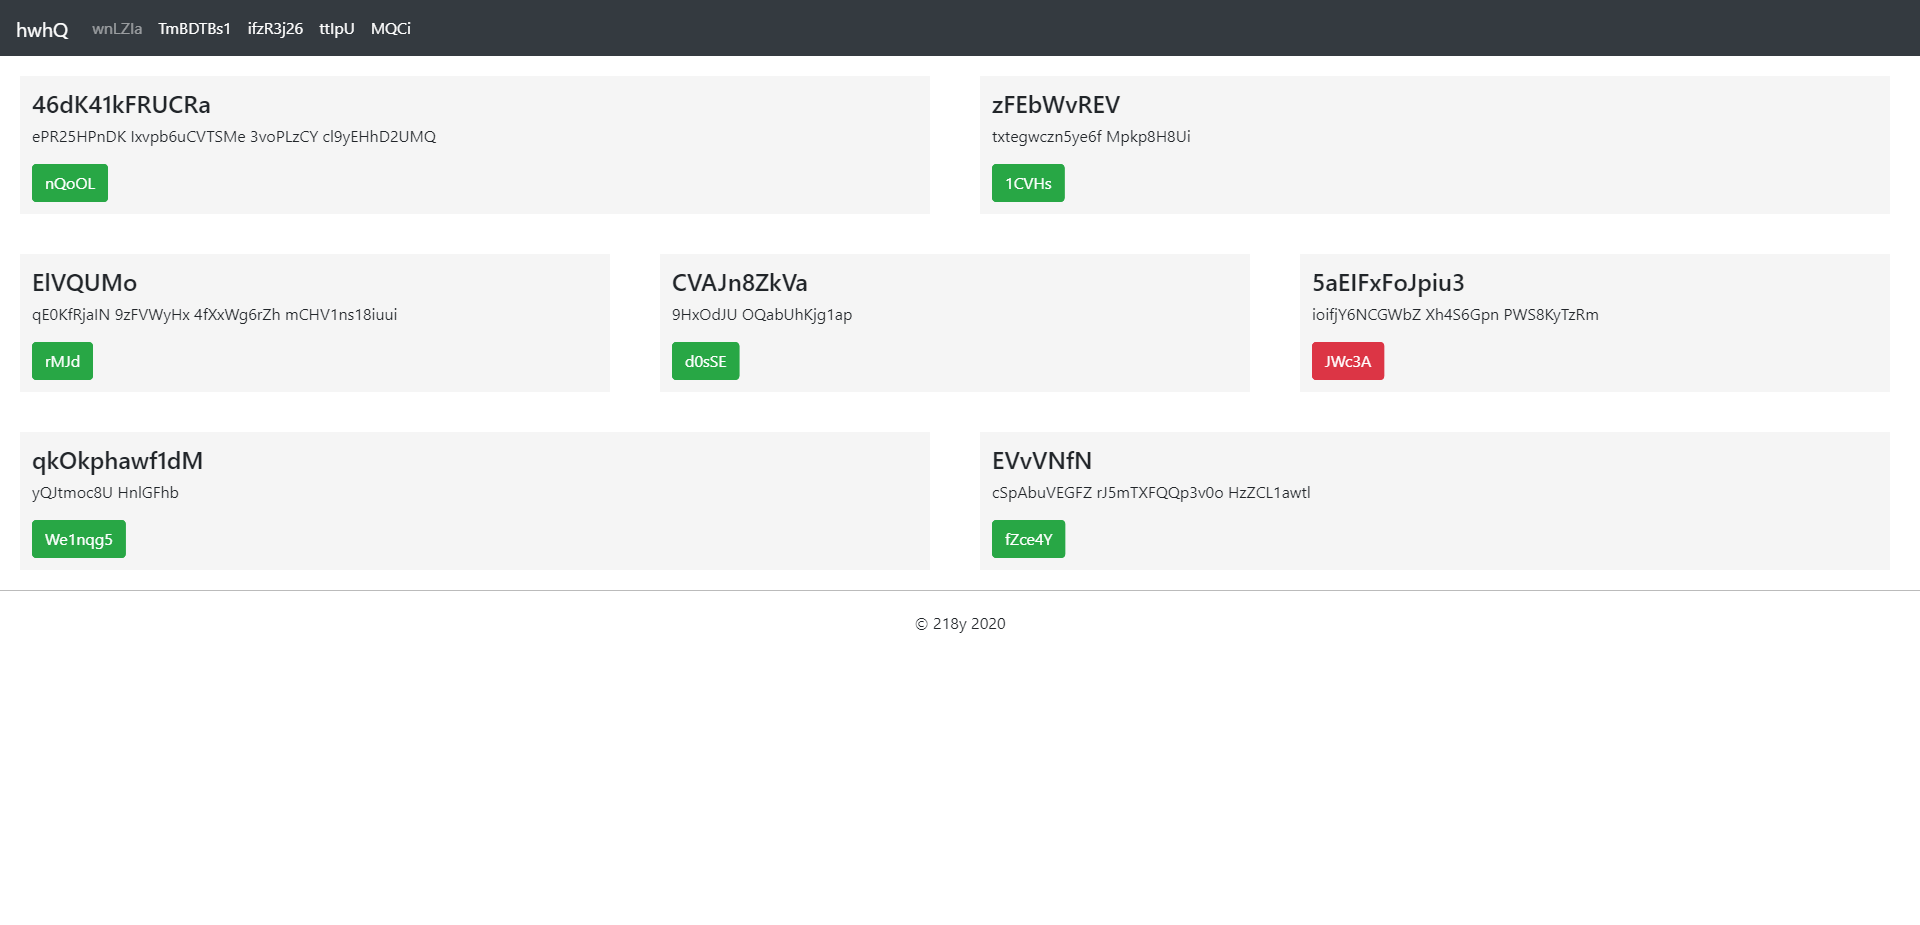 hwhQ wnLZIa TmBDTBs1 ifzR3j26 ttIpU MQCi
46dK41kFRUCRa
ePR25HPnDK Ixvpb6uCVTSMe 3voPLzCY cl9yEHhD2UMQ
nQoOL
zFEbWvREV
txtegwczn5ye6f Mpkp8H8Ui
1CVHs
ElVQUMo
qE0KfRjaIN 9zFVWyHx 4fXxWg6rZh mCHV1ns18iuui
rMJd
CVAJn8ZkVa
9HxOdJU OQabUhKjg1ap
d0sSE
5aEIFxFoJpiu3
ioifjY6NCGWbZ Xh4S6Gpn PWS8KyTzRm
JWc3A
qkOkphawf1dM
yQJtmoc8U HnlGFhb
We1nqg5
EVvVNfN
cSpAbuVEGFZ rJ5mTXFQQp3v0o HzZCL1awtl
fZce4Y
© 218y 2020